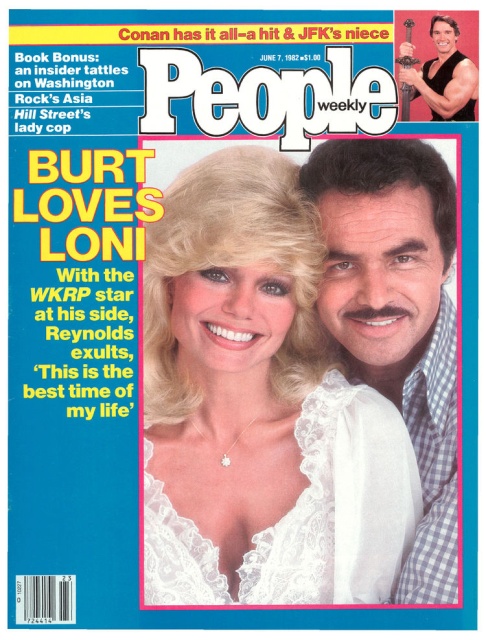 Conan has it all–a hit & JFK's niece
Book Bonus:
an insider tattles
on Washington
Rock's Asia
Hill Street's
lady cop
JUNE 7, 1982 ■ $1.00
People
weekly
BURT
LOVES
LONI
With the
WKRP star
at his side,
Reynolds
exults,
‘This is the
best time of
my life’
23
724414